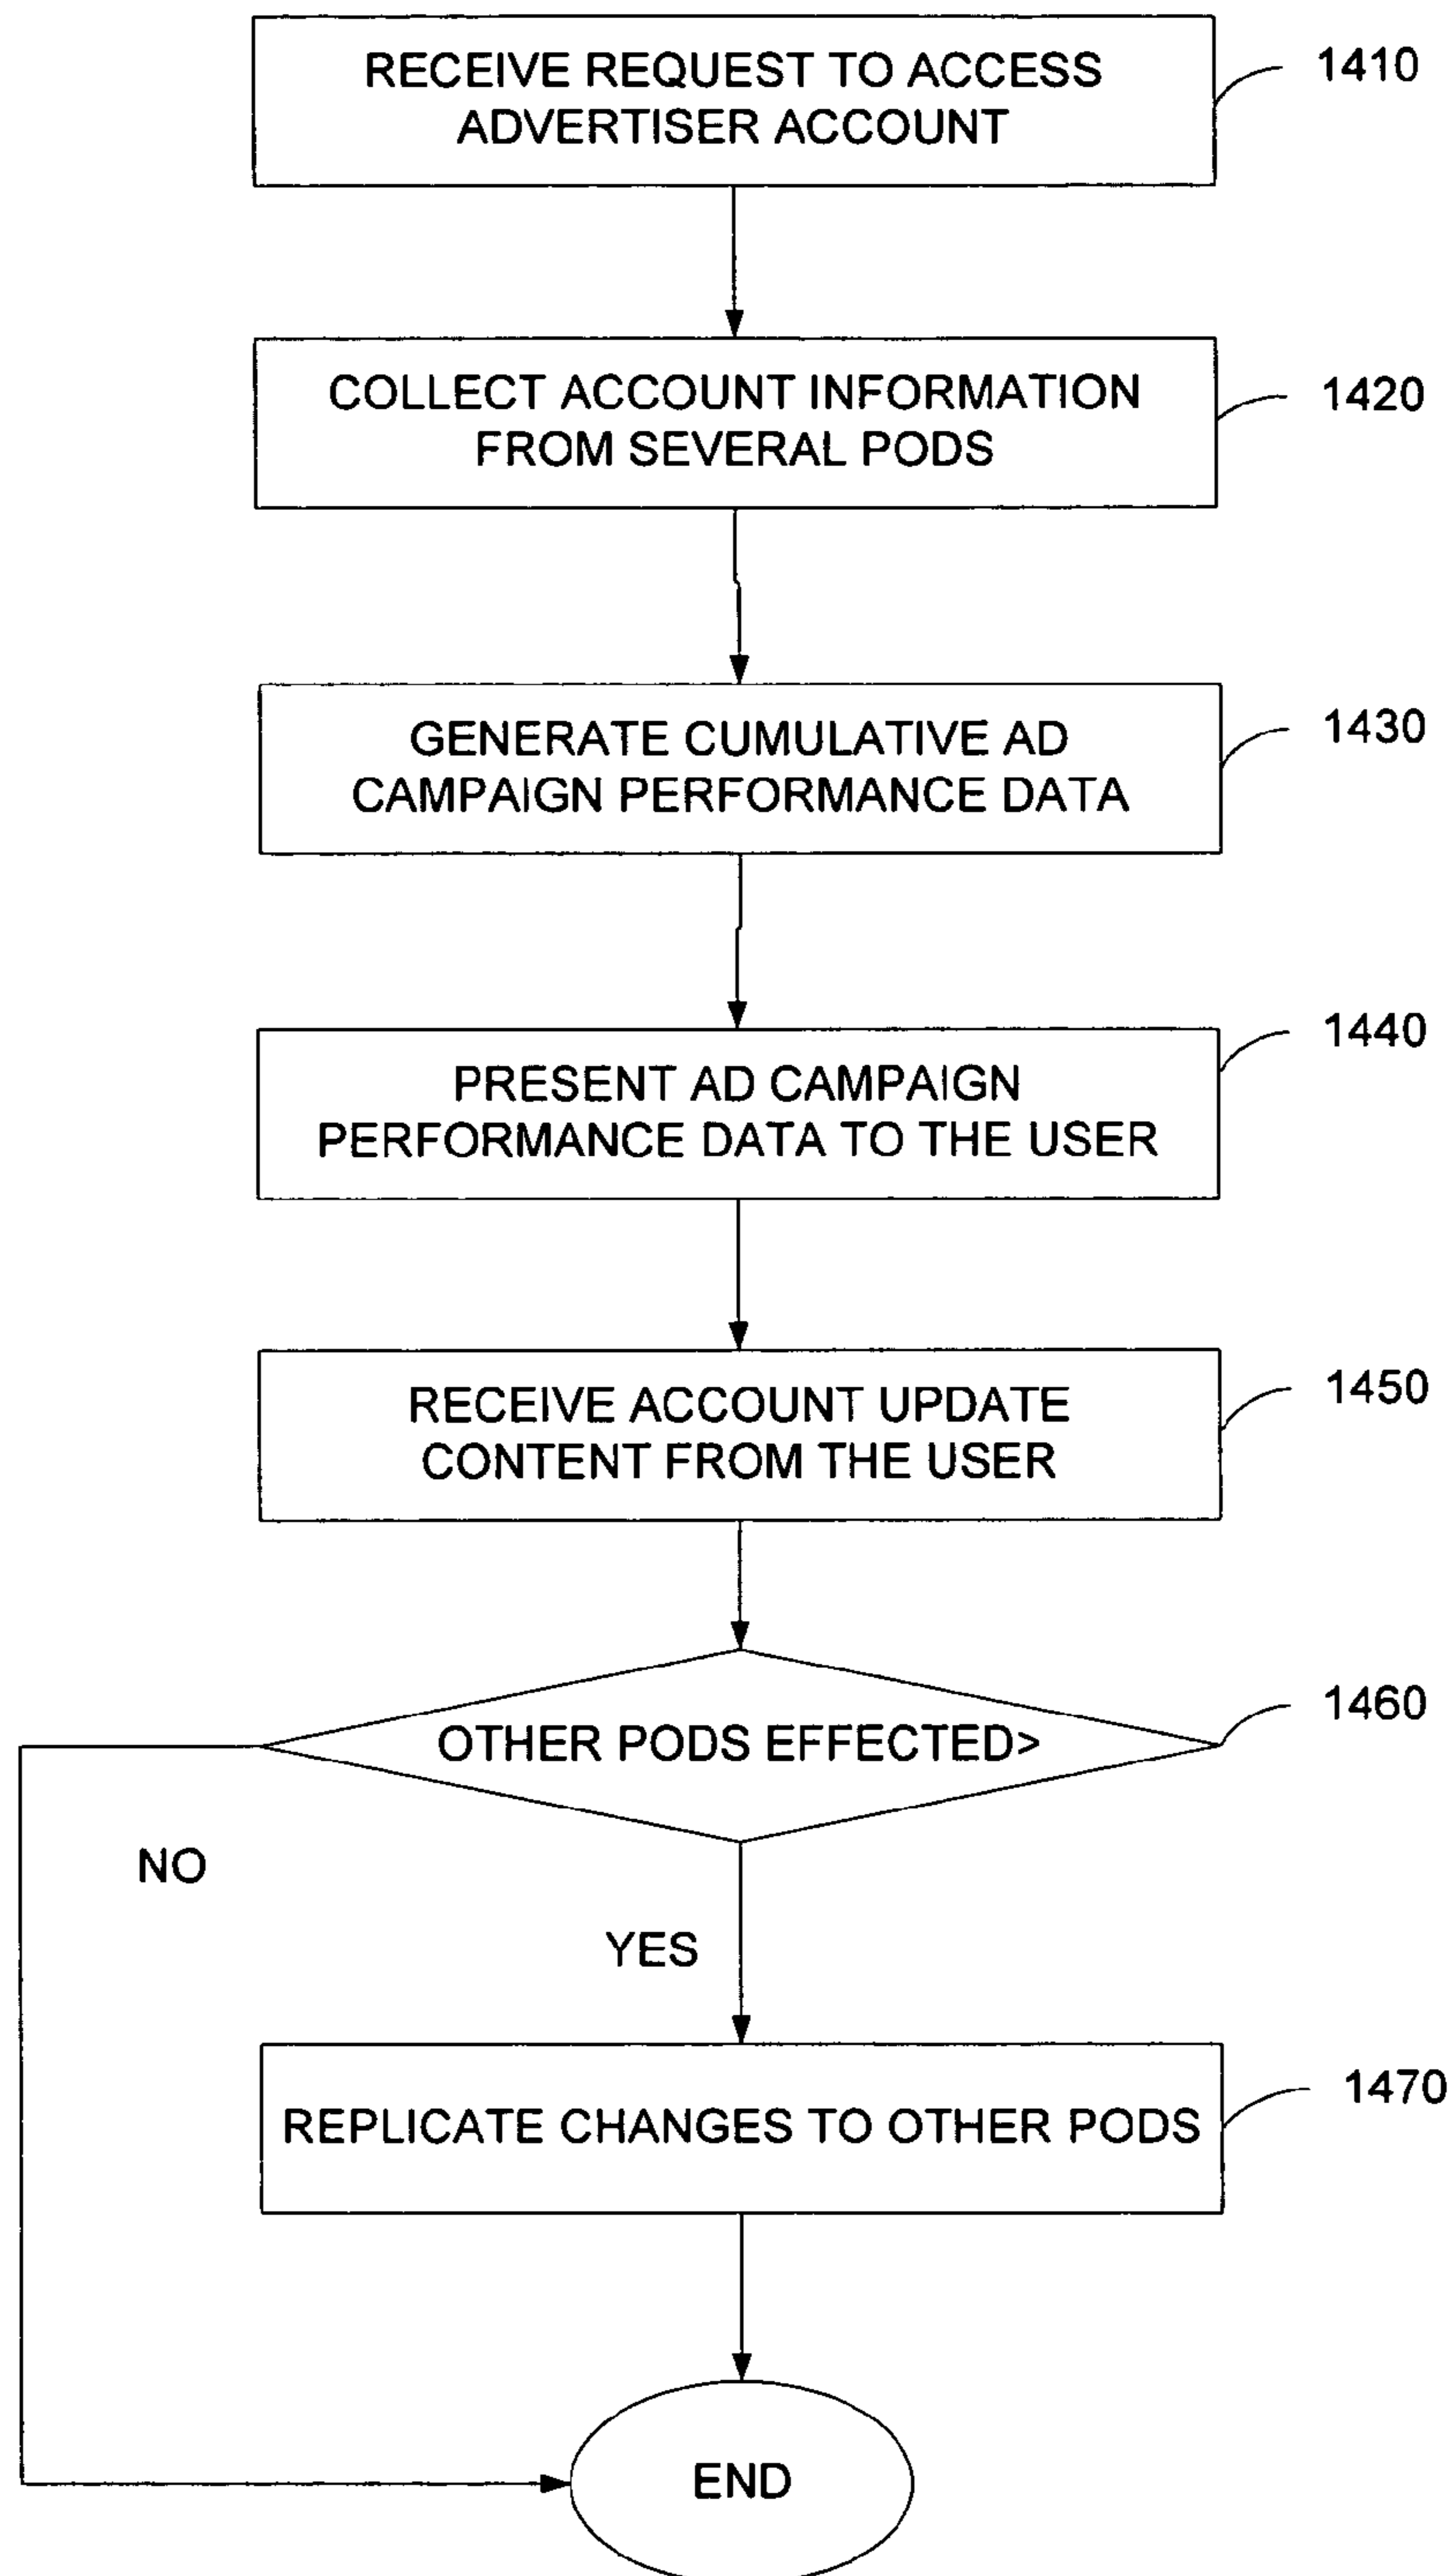 RECEIVE REQUEST TO ACCESS
ADVERTISER ACCOUNT
1410
COLLECT ACCOUNT INFORMATION
FROM SEVERAL PODS
1420
GENERATE CUMULATIVE AD
CAMPAIGN PERFORMANCE DATA
1430
PRESENT AD CAMPAIGN
PERFORMANCE DATA TO THE USER
1440
RECEIVE ACCOUNT UPDATE
CONTENT FROM THE USER
1450
OTHER PODS EFFECTED>
1460
NO
YES
REPLICATE CHANGES TO OTHER PODS
1470
END